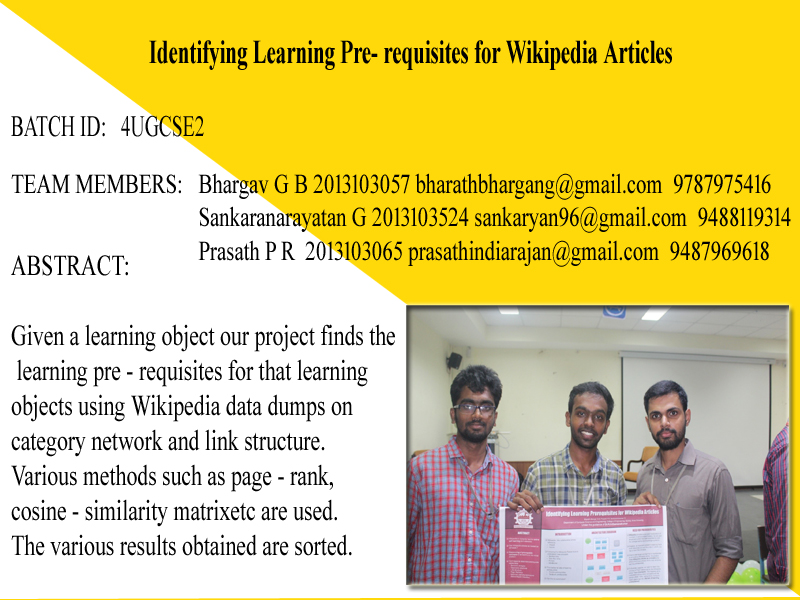 Identifying Learning Pre- requisites for Wikipedia Articles
BATCH ID: 4UGCSE2
TEAM MEMBERS: Bhargav G B 2013103057 bharathbhargang@gmail.com 9787975416
Sankaranarayatan G 2013103524 sankaryan96@gmail.com 9488119314
Prasath P R 2013103065 prasathindiarajan@gmail.com 9487969618
ABSTRACT:
Given a learning object our project finds the
learning pre - requisites for that learning
objects using Wikipedia data dumps on
category network and link structure.
Various methods such as page - rank,
cosine - similarity matrixetc are used.
The various results obtained are sorted.
Identifying Learning Prerequisites for Wikipedia Articles